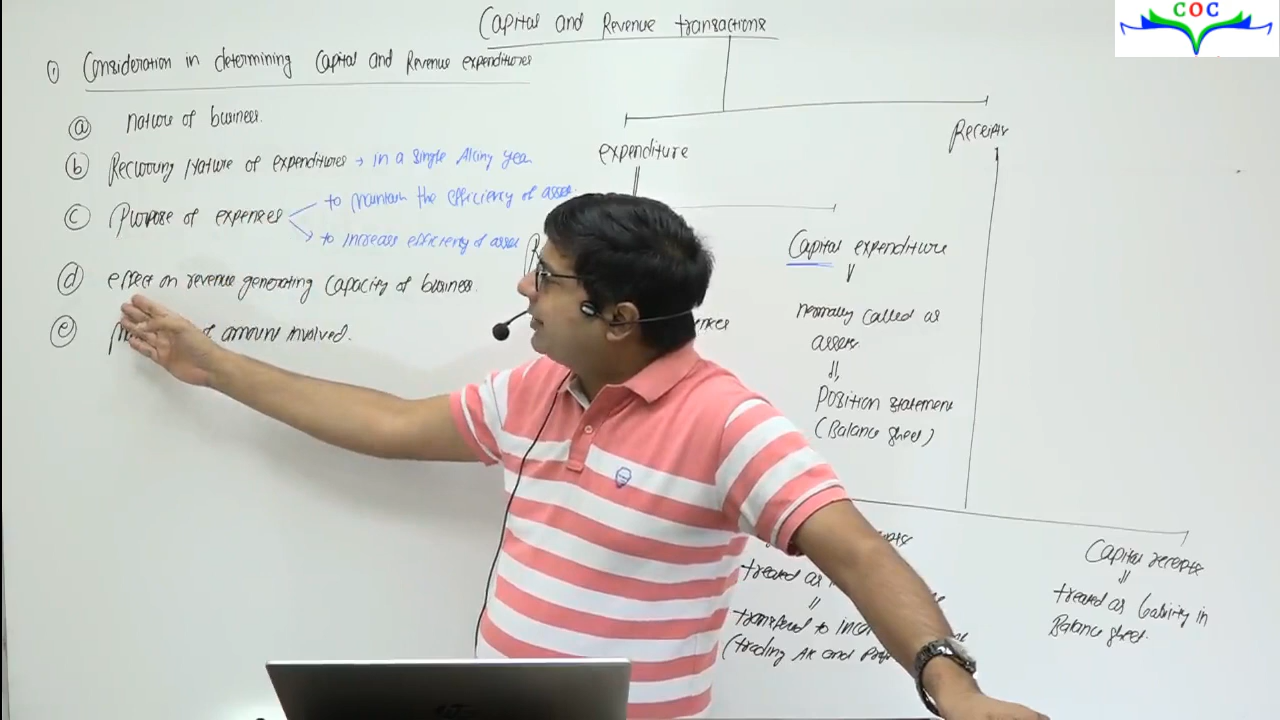 COC
Capital and Revenue transactions
① Consideration in determining Capital and Revenue expenditures
ⓐ Nature of business.
ⓑ Recurring Nature of expenditures → in a single A/cing year
ⓒ Purpose of expenses
to maintain the efficiency of asset.
to increase efficiency of asset
ⓓ effect on revenue generating capacity of business.
ⓔ of amount involved.
expenditure
Receipts
Capital expenditure
normally called as
assets
Position statement
(Balance sheet)
Capital receipts
treated as liability in
Balance sheet.
treated as
transferred to
(trading A/c and